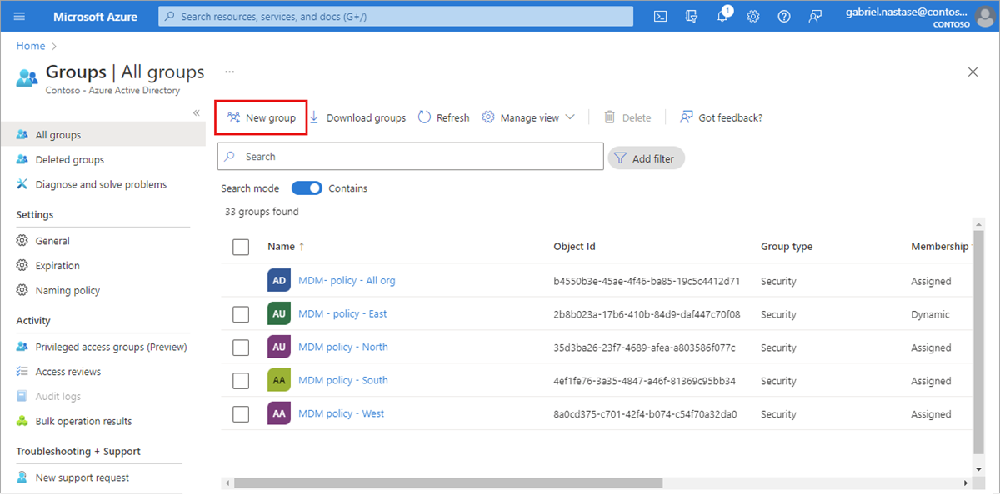 Microsoft Azure
Search resources, services, and docs (G+/)
1
gabriel.nastase@contos...
CONTOSO
Home
Groups | All groups
...
Contoso - Azure Active Directory
«
New group
Download groups
Refresh
Manage view
Delete
Got feedback?
All groups
Deleted groups
Diagnose and solve problems
Settings
General
Expiration
Naming policy
Activity
Privileged access groups (Preview)
Access reviews
Audit logs
Bulk operation results
Troubleshooting + Support
New support request
Search
Add filter
Search mode
Contains
33 groups found
Name ↑ Object Id Group type Membership
AD MDM- policy - All org b4550b3e-45ae-4f46-ba85-19c5c4412d71 Security Assigned
AU MDM - policy - East 2b8b023a-17b6-410b-84d9-daf447c70f08 Security Dynamic
AU MDM policy - North 35d3ba26-23f7-4689-afea-a803586f077c Security Assigned
AA MDM policy - South 4ef1fe76-3a35-4847-a46f-81369c95bb34 Security Assigned
AA MDM policy - West 8a0cd375-c701-42f4-b074-c54f70a32da0 Security Assigned